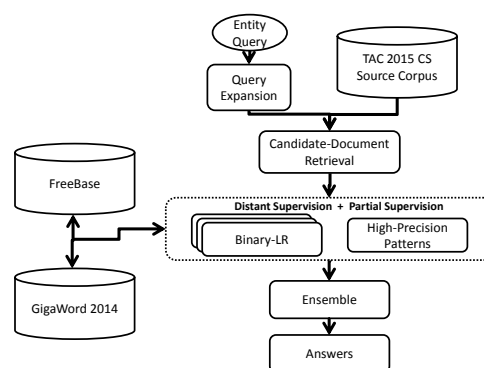 Entity
Query
TAC 2015 CS
Source Corpus
Query
Expansion
Candidate-Document
Retrieval
FreeBase
Distant Supervision + Partial Supervision
Binary-LR
High-Precision
Patterns
GigaWord 2014
Ensemble
Answers